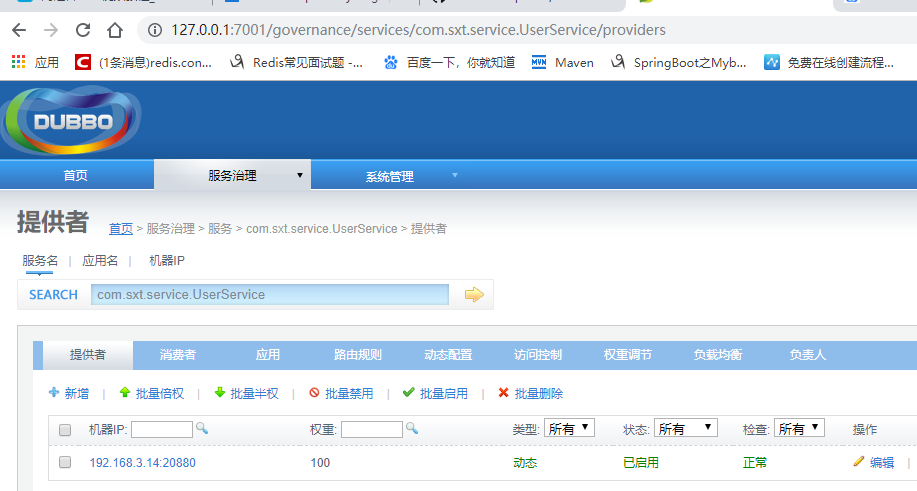 127.0.0.1:7001/governance/services/com.sxt.service.UserService/providers
应用 (1条消息)redis.con... Redis常见面试题 -... 百度一下，你就知道 Maven SpringBoot之Myb... 免费在线创建流程...
DUBBO
首页 服务治理 系统管理
提供者 首页 > 服务治理 > 服务 > com.sxt.service.UserService > 提供者
服务名 | 应用名 | 机器IP
SEARCH com.sxt.service.UserService
提供者 消费者 应用 路由规则 动态配置 访问控制 权重调节 负载均衡 负责人
新增 | 批量倍权 | 批量半权 | 批量禁用 | 批量启用 | 批量删除
机器IP: 权重: 类型: 所有 状态: 所有 检查: 所有 操作
192.168.3.14:20880 100 动态 已启用 正常 编辑 |